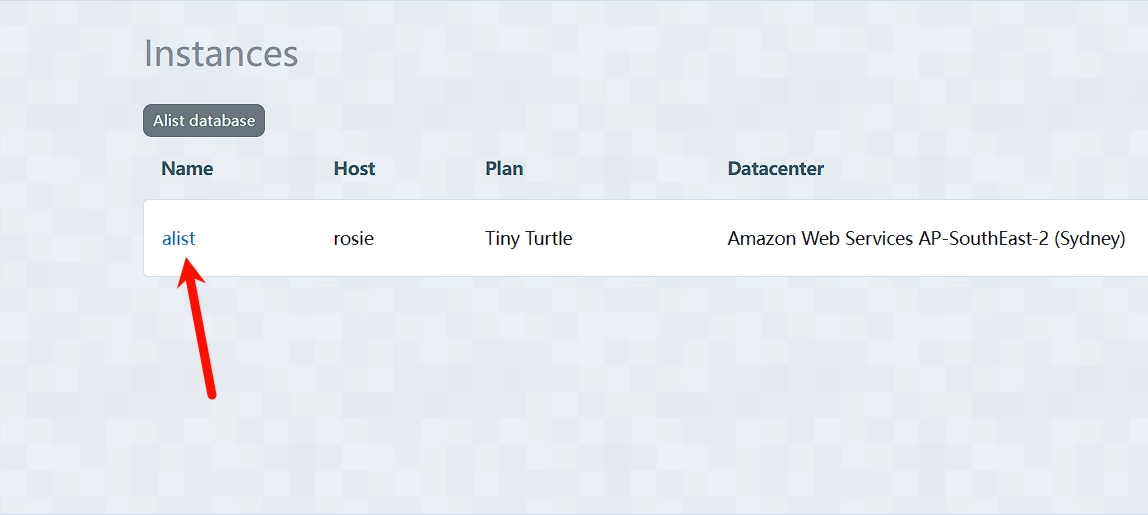 Instances
Alist database
Name Host Plan Datacenter
alist rosie Tiny Turtle Amazon Web Services AP-SouthEast-2 (Sydney)